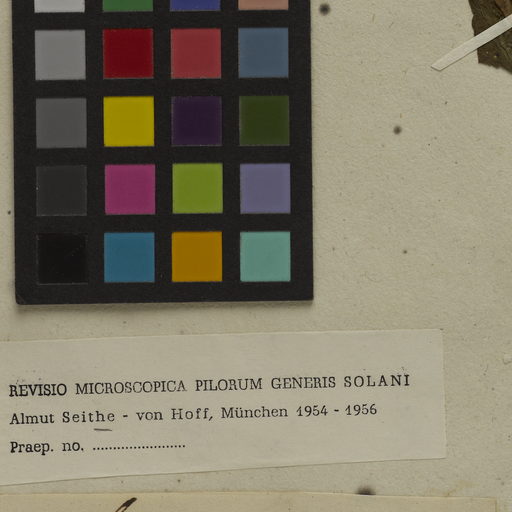 REVISIO MICROSCOPICA PILORUM GENERIS SOLANI
Almut Seithe - von Hoff, München 1954 - 1956
Praep. no. .......................